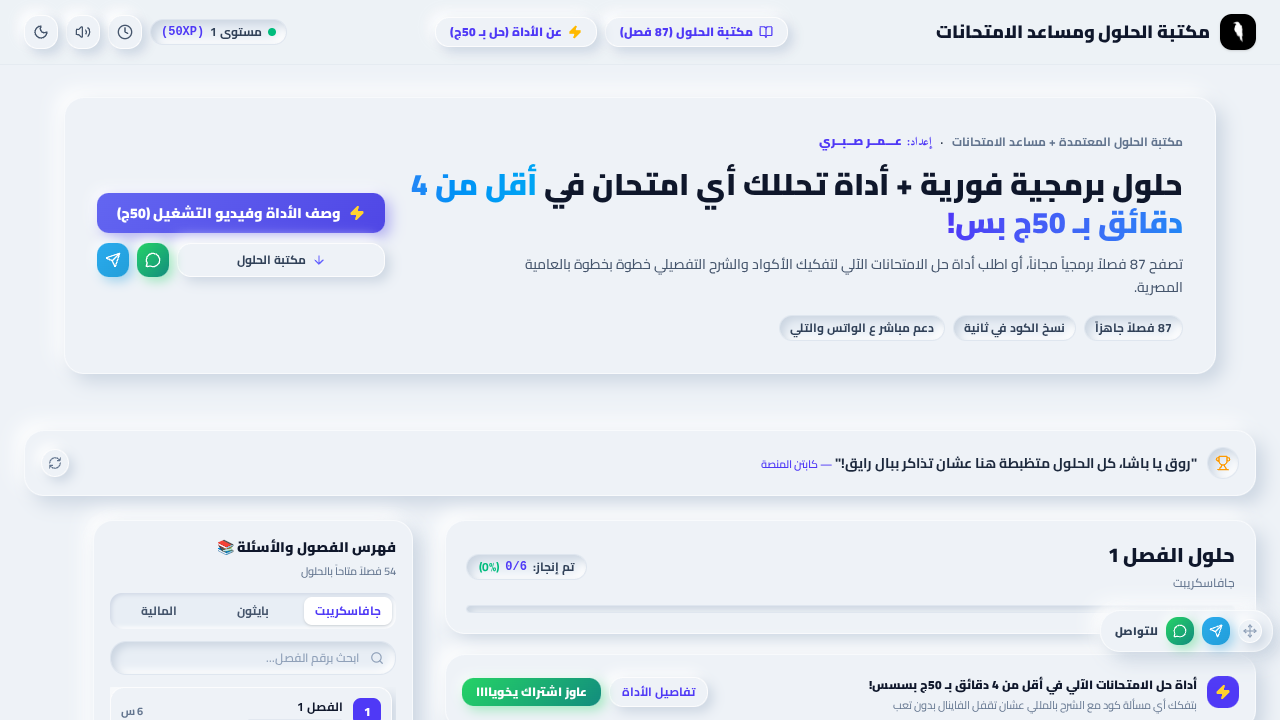 مكتبة الحلول ومساعد الامتحانات
مكتبة الحلول (87 فصل)
عن الأداة (حل بـ 50ج)
مستوى 1 (50XP)
مكتبة الحلول المعتمدة + مساعد الامتحانات · إعداد: عـــمــر صــبــري
حلول برمجية فورية + أداة تحللك أي امتحان في أقل من 4
دقائق بـ 50ج بس!
تصفح 87 فصلاً برمجياً مجاناً، أو اطلب أداة حل الامتحانات الآلي لتفكيك الأكواد والشرح التفصيلي خطوة بخطوة بالعامية
المصرية.
87 فصلاً جاهزاً
نسخ الكود في ثانية
دعم مباشر ع الواتس والتلي
وصف الأداة وفيديو التشغيل (50ج)
مكتبة الحلول
"روق يا باشا، كل الحلول متظبطة هنا عشان تذاكر ببال رايق!" — كابتن المنصة
حلول الفصل 1
جافاسكريبت
تم إنجاز: 0/6 (0%)
للتواصل
أداة حل الامتحانات الآلي في أقل من 4 دقائق بـ 50ج بسسس!
بتفكك أي مسألة كود مع الشرح بالمللي عشان تقفل الفاينال بدون تعب
تفاصيل الأداة
عاوز اشتراك يخوياااا
فهرس الفصول والأسئلة 📚
54 فصلاً متاحاً بالحلول
جافاسكريبت
بايثون
المالية
ابحث برقم الفصل...
1
الفصل 1
6 س